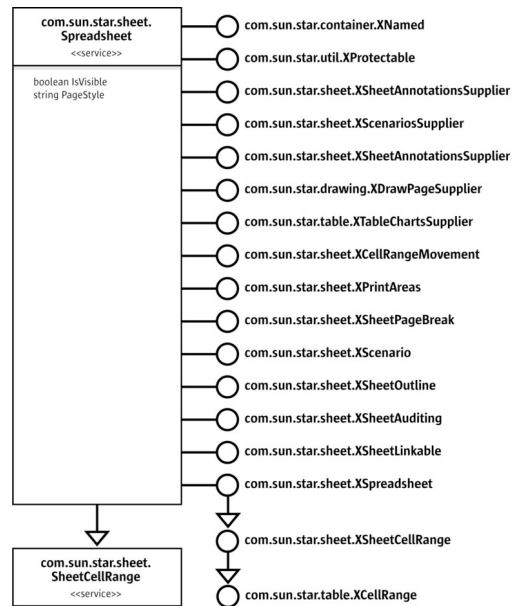 com.sun.star.sheet.
Spreadsheet
<<service>>
boolean IsVisible
string PageStyle
com.sun.star.container.XNamed
com.sun.star.util.XProtectable
com.sun.star.sheet.XSheetAnnotationsSupplier
com.sun.star.sheet.XScenariosSupplier
com.sun.star.sheet.XSheetAnnotationsSupplier
com.sun.star.drawing.XDrawPageSupplier
com.sun.star.table.XTableChartsSupplier
com.sun.star.sheet.XCellRangeMovement
com.sun.star.sheet.XPrintAreas
com.sun.star.sheet.XSheetPageBreak
com.sun.star.sheet.XScenario
com.sun.star.sheet.XSheetOutline
com.sun.star.sheet.XSheetAuditing
com.sun.star.sheet.XSheetLinkable
com.sun.star.sheet.XSpreadsheet
com.sun.star.sheet.XSheetCellRange
com.sun.star.table.XCellRange
com.sun.star.sheet.
SheetCellRange
<<service>>